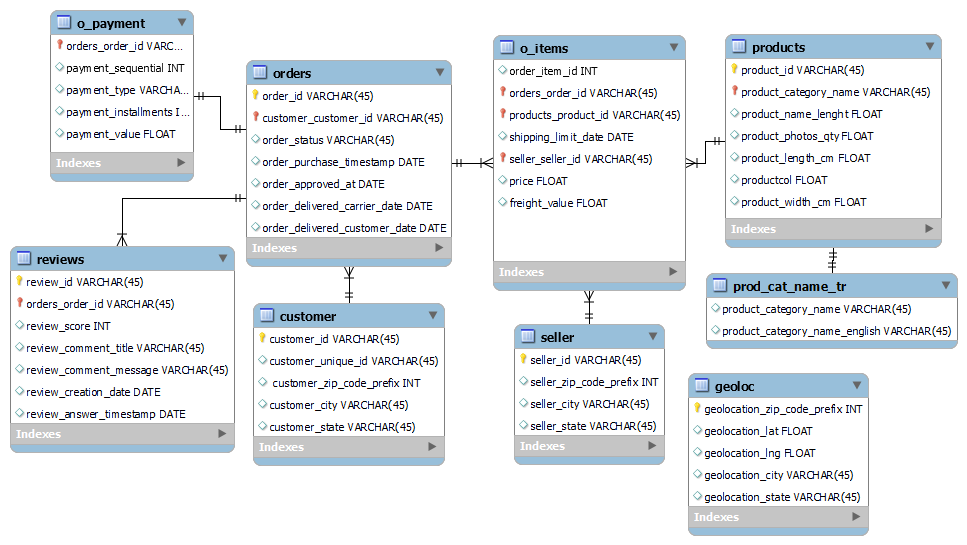 o_payment
orders_order_id VARC...
payment_sequential INT
payment_type VARCHA...
payment_installments I...
payment_value FLOAT
Indexes
orders
order_id VARCHAR(45)
customer_customer_id VARCHAR(45)
order_status VARCHAR(45)
order_purchase_timestamp DATE
order_approved_at DATE
order_delivered_carrier_date DATE
order_delivered_customer_date DATE
Indexes
o_items
order_item_id INT
orders_order_id VARCHAR(45)
products_product_id VARCHAR(45)
shipping_limit_date DATE
seller_seller_id VARCHAR(45)
price FLOAT
freight_value FLOAT
Indexes
products
product_id VARCHAR(45)
product_category_name VARCHAR(45)
product_name_lenght FLOAT
product_photos_qty FLOAT
product_length_cm FLOAT
productcol FLOAT
product_width_cm FLOAT
Indexes
reviews
review_id VARCHAR(45)
orders_order_id VARCHAR(45)
review_score INT
review_comment_title VARCHAR(45)
review_comment_message VARCHAR(45)
review_creation_date DATE
review_answer_timestamp DATE
Indexes
customer
customer_id VARCHAR(45)
customer_unique_id VARCHAR(45)
customer_zip_code_prefix INT
customer_city VARCHAR(45)
customer_state VARCHAR(45)
Indexes
seller
seller_id VARCHAR(45)
seller_zip_code_prefix INT
seller_city VARCHAR(45)
seller_state VARCHAR(45)
Indexes
prod_cat_name_tr
product_category_name VARCHAR(45)
product_category_name_english VARCHAR(45)
geoloc
geolocation_zip_code_prefix INT
geolocation_lat FLOAT
geolocation_lng FLOAT
geolocation_city VARCHAR(45)
geolocation_state VARCHAR(45)
Indexes